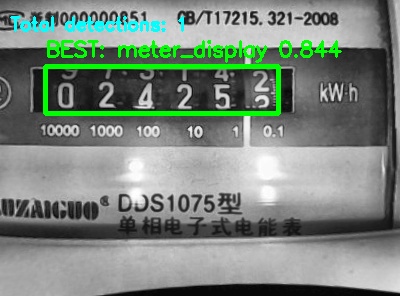 Total detections: 1
GB/T17215.321-2008
BEST: meter_display 0.844
0 2 4 2 5 2
kW·h
10000 1000 100 10 1 0.1
UZAIGUO® DDS1075型
单相电子式电能表